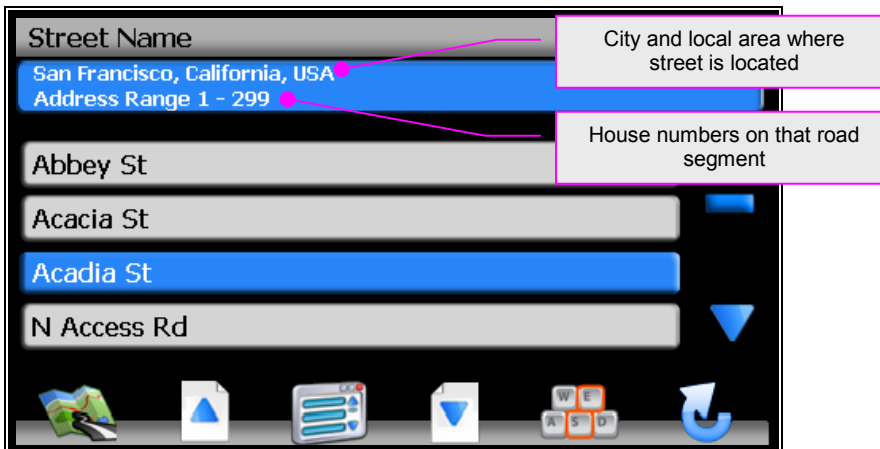 Street Name
City and local area where
street is located
San Francisco, California, USA
Address Range 1 - 299
House numbers on that road
segment
Abbey St
Acacia St
Acadia St
N Access Rd
W E
A S D